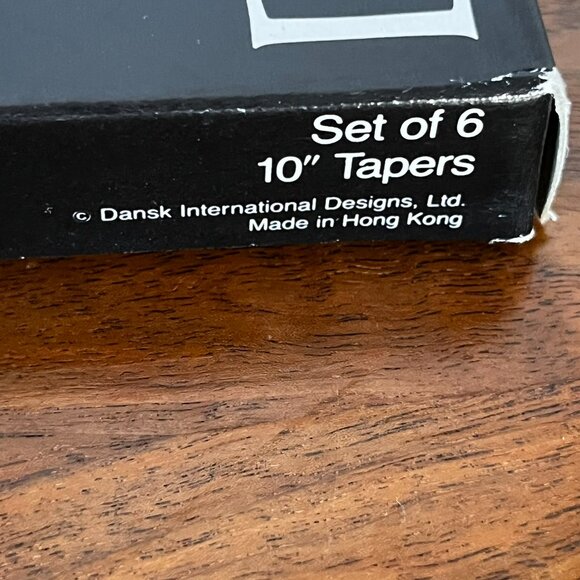 Set of 6
10" Tapers
© Dansk International Designs, Ltd.
Made in Hong Kong